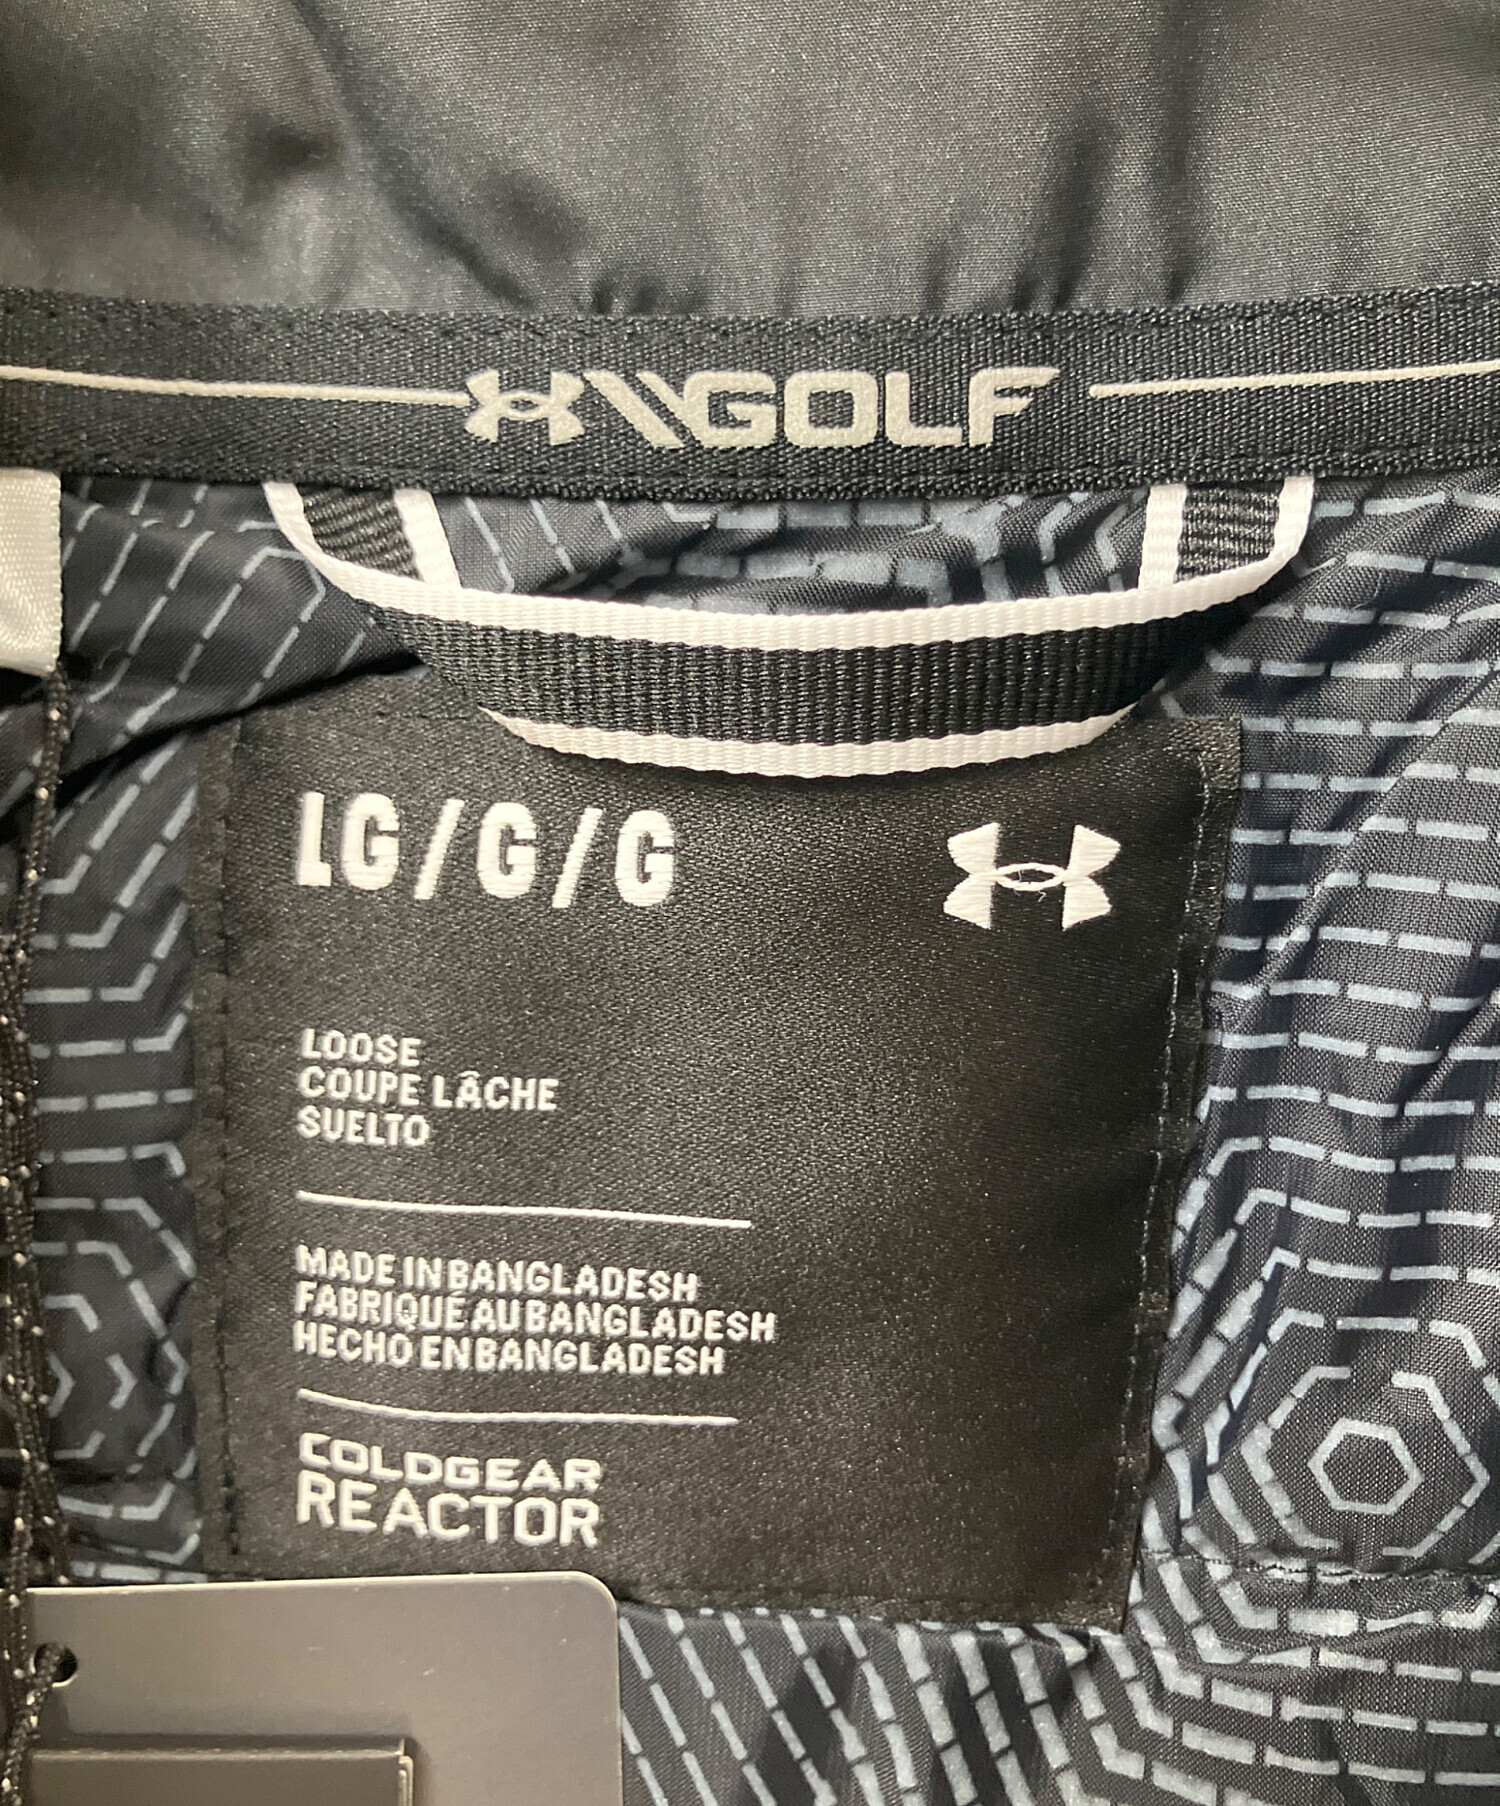 GOLF
LG/G/G
LOOSE
COUPE LÂCHE
SUELTO
MADE IN BANGLADESH
FABRIQUÉ AU BANGLADESH
HECHO EN BANGLADESH
COLDGEAR
REACTOR